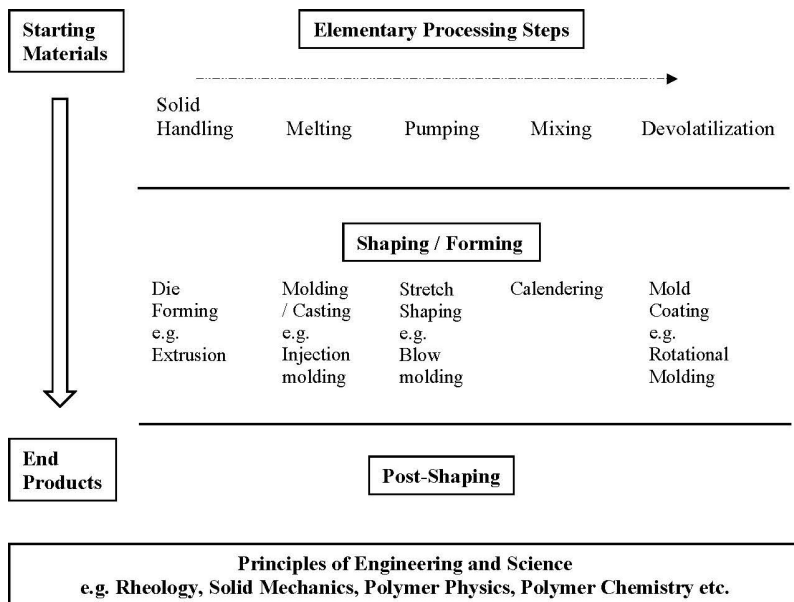 Starting
Materials
Elementary Processing Steps
Solid
Handling
Melting
Pumping
Mixing
Devolatilization
Shaping / Forming
Die
Forming
e.g.
Extrusion
Molding
/ Casting
e.g.
Injection
molding
Stretch
Shaping
e.g.
Blow
molding
Calendering
Mold
Coating
e.g.
Rotational
Molding
End
Products
Post-Shaping
Principles of Engineering and Science
e.g. Rheology, Solid Mechanics, Polymer Physics, Polymer Chemistry etc.